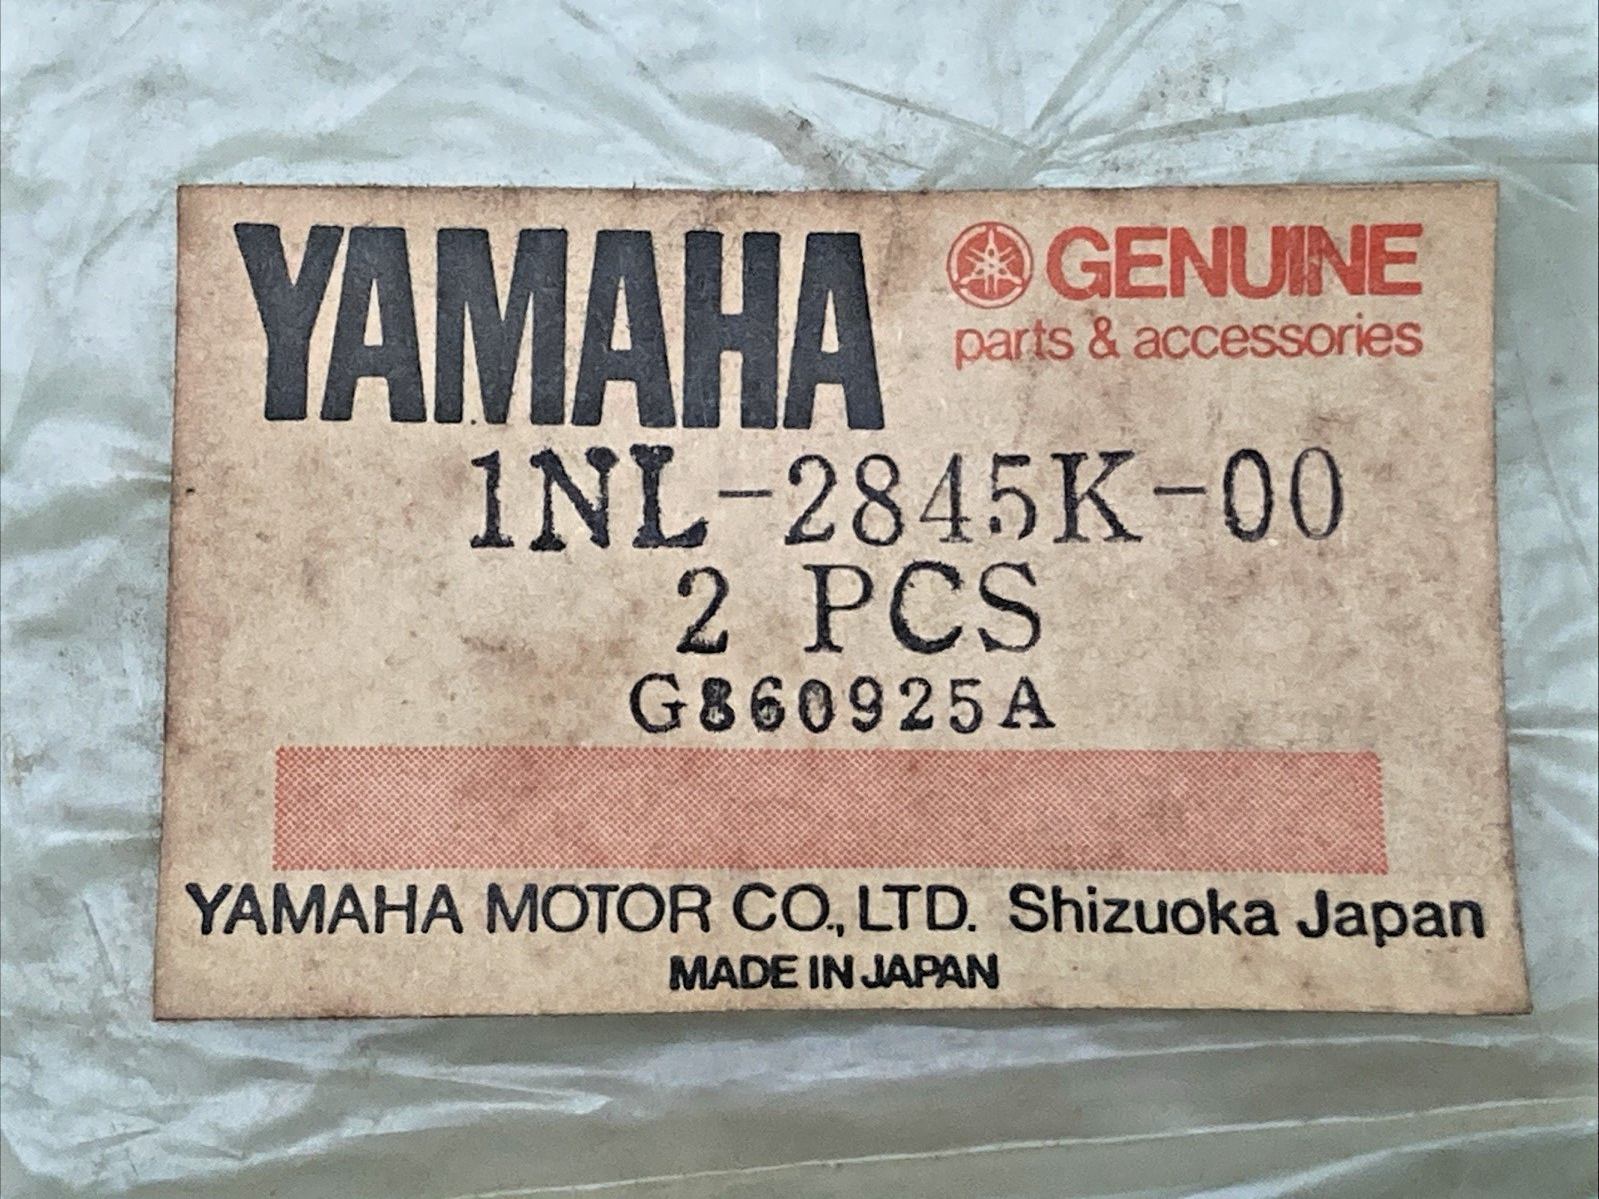 YAMAHA GENUINE
parts & accessories
1NL-2845K-00
2 PCS
G860925A
YAMAHA MOTOR CO., LTD. Shizuoka Japan
MADE IN JAPAN